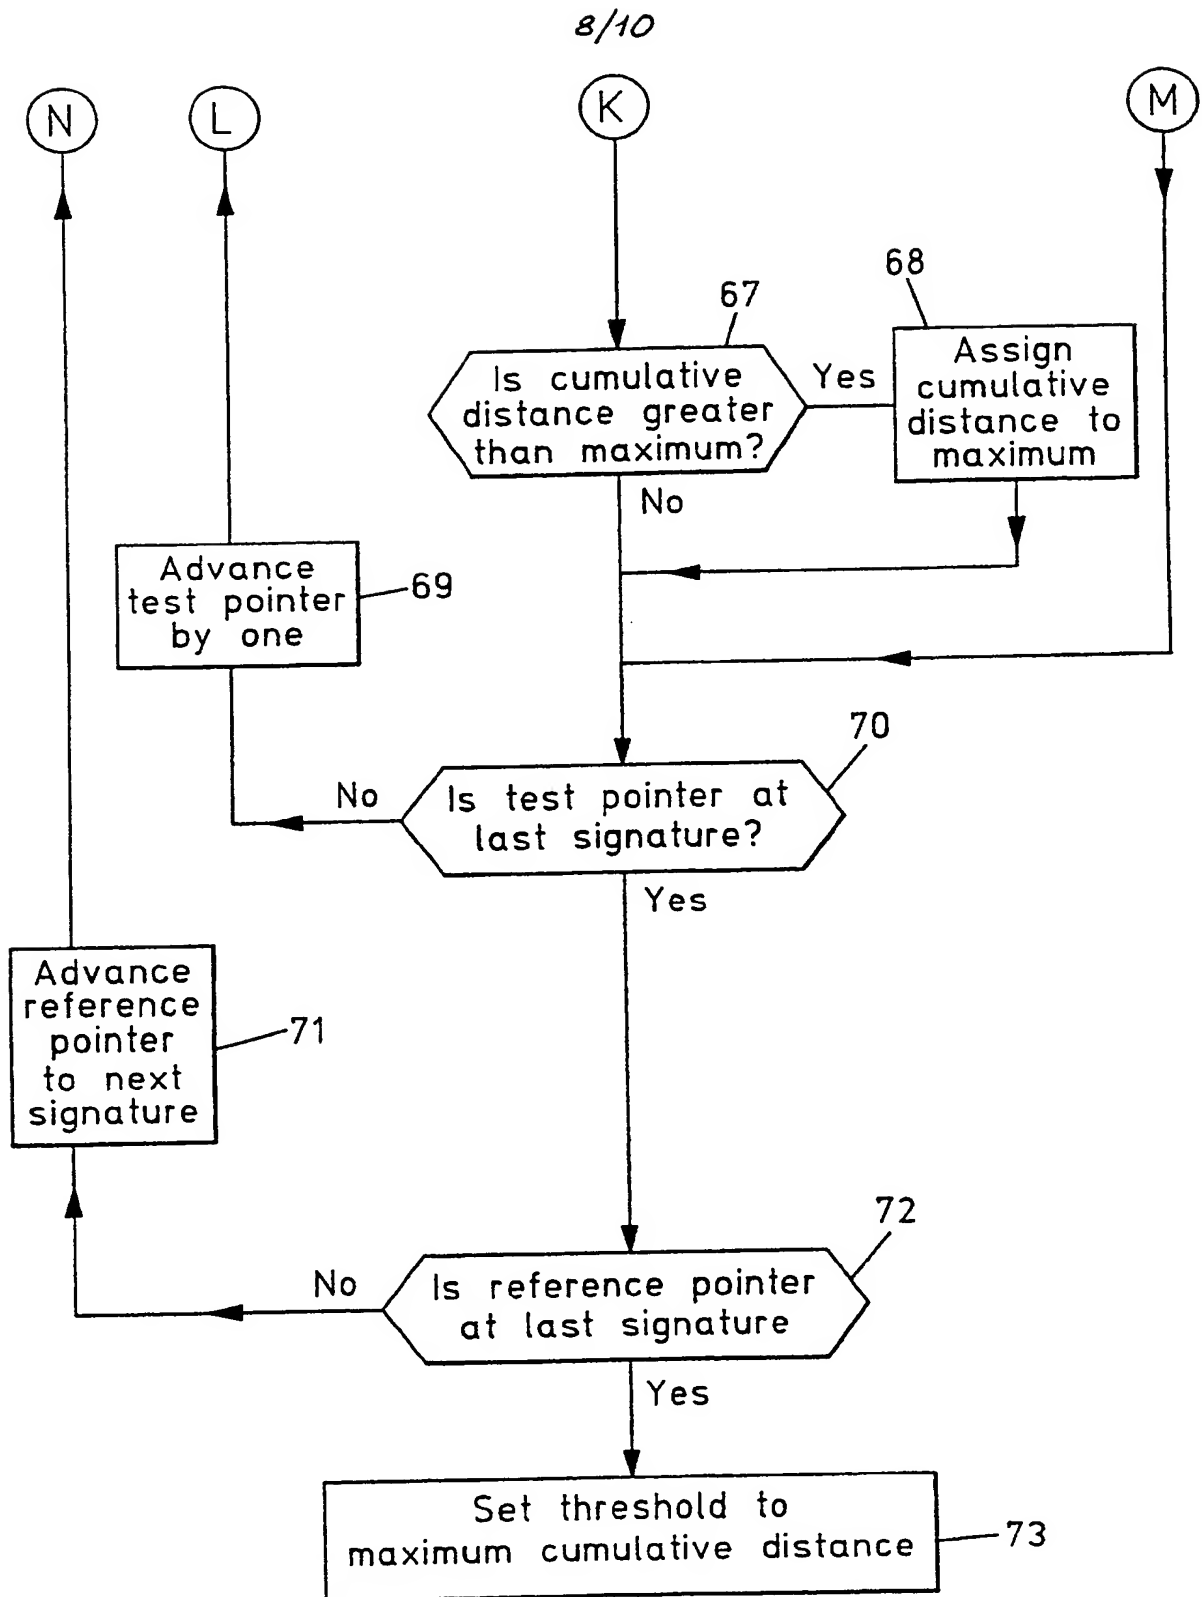 8/10
N
L
K
M
67
68
Is cumulative
distance greater
than maximum?
Yes
Assign
cumulative
distance to
maximum
No
Advance
test pointer
by one
69
70
No
Is test pointer at
last signature?
Yes
Advance
reference
pointer
to next
signature
71
72
No
Is reference pointer
at last signature
Yes
Set threshold to
maximum cumulative distance
73